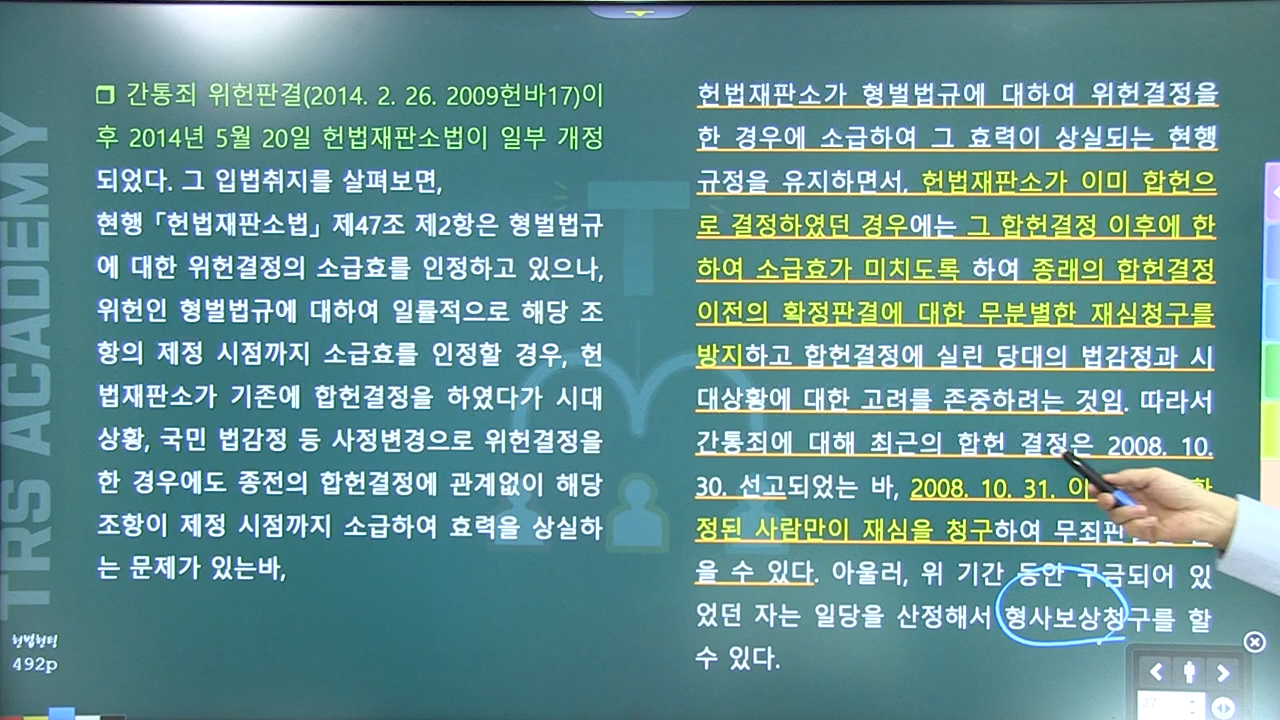 ❒ 간통죄 위헌판결(2014. 2. 26. 2009헌바17)이
후 2014년 5월 20일 헌법재판소법이 일부 개정
되었다. 그 입법취지를 살펴보면,
현행 「헌법재판소법」 제47조 제2항은 형벌법규
에 대한 위헌결정의 소급효를 인정하고 있으나,
위헌인 형벌법규에 대하여 일률적으로 해당 조
항의 제정 시점까지 소급효를 인정할 경우, 헌
법재판소가 기존에 합헌결정을 하였다가 시대
상황, 국민 법감정 등 사정변경으로 위헌결정을
한 경우에도 종전의 합헌결정에 관계없이 해당
조항이 제정 시점까지 소급하여 효력을 상실하
는 문제가 있는바,
헌법재판소가 형벌법규에 대하여 위헌결정을
한 경우에 소급하여 그 효력이 상실되는 현행
규정을 유지하면서, 헌법재판소가 이미 합헌으
로 결정하였던 경우에는 그 합헌결정 이후에 한
하여 소급효가 미치도록 하여 종래의 합헌결정
이전의 확정판결에 대한 무분별한 재심청구를
방지하고 합헌결정에 실린 당대의 법감정과 시
대상황에 대한 고려를 존중하려는 것임. 따라서
간통죄에 대해 최근의 합헌 결정은 2008. 10.
30. 선고되었는 바, 2008. 10. 31. 이
정된 사람만이 재심을 청구하여
을 수 있다. 아울러, 위 기간 동안 구금되어 있
었던 자는 일당을 산정해서 형사보상청구를 할
수 있다.
TRS ACADEMY
헌법헌터
492p
27